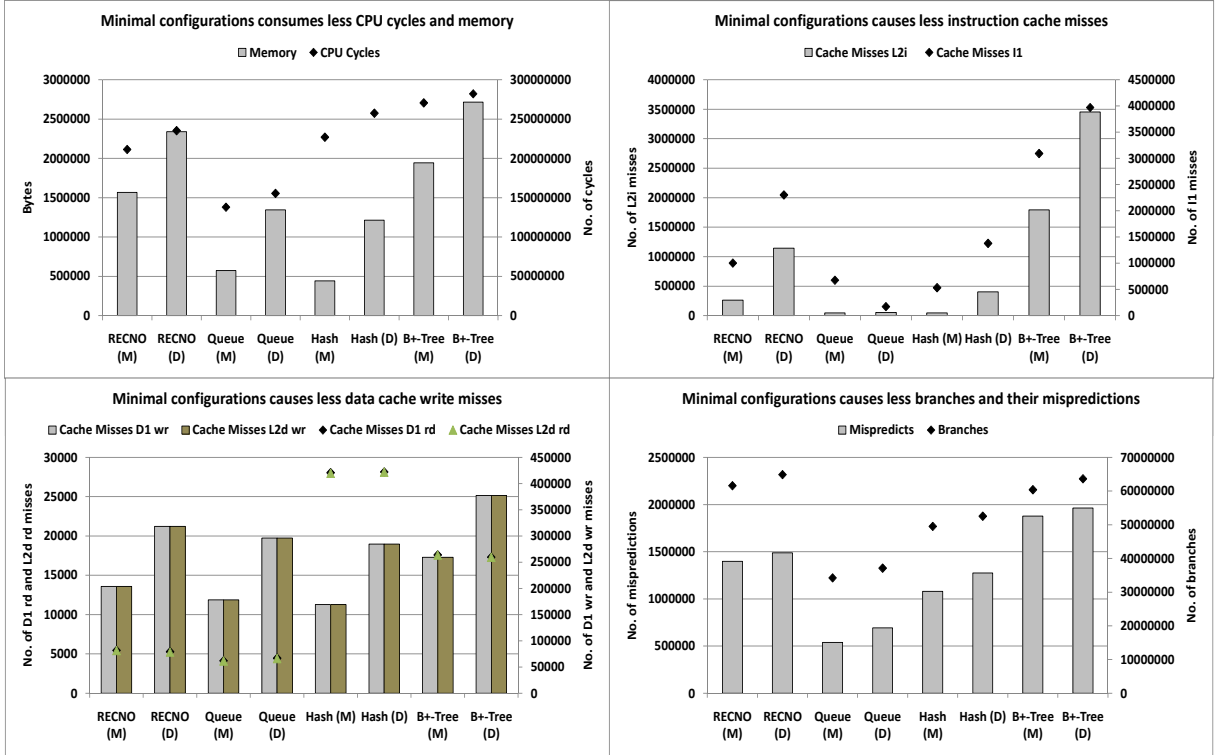 Minimal configurations consumes less CPU cycles and memory
Memory CPU Cycles
3000000
2500000
2000000
1500000
1000000
500000
0
Bytes
300000000
250000000
200000000
150000000
100000000
50000000
0
No. of cycles
RECNO (M)
RECNO (D)
Queue (M)
Queue (D)
Hash (M)
Hash (D)
B+-Tree (M)
B+-Tree (D)
Minimal configurations causes less instruction cache misses
Cache Misses L2i Cache Misses I1
4000000
3500000
3000000
2500000
2000000
1500000
1000000
500000
0
No. of L2i misses
4500000
4000000
3500000
3000000
2500000
2000000
1500000
1000000
500000
0
No. of I1 misses
RECNO (M)
RECNO (D)
Queue (M)
Queue (D)
Hash (M)
Hash (D)
B+-Tree (M)
B+-Tree (D)
Minimal configurations causes less data cache write misses
Cache Misses D1 wr Cache Misses L2d wr Cache Misses D1 rd Cache Misses L2d rd
30000
25000
20000
15000
10000
5000
0
No. of D1 rd and L2d rd misses
450000
400000
350000
300000
250000
200000
150000
100000
50000
0
No. of D1 wr and L2d wr misses
RECNO (M)
RECNO (D)
Queue (M)
Queue (D)
Hash (M)
Hash (D)
B+-Tree (M)
B+-Tree (D)
Minimal configurations causes less branches and their mispredictions
Mispredicts Branches
2500000
2000000
1500000
1000000
500000
0
No. of mispredictions
70000000
60000000
50000000
40000000
30000000
20000000
10000000
0
No. of branches
RECNO (M)
RECNO (D)
Queue (M)
Queue (D)
Hash (M)
Hash (D)
B+-Tree (M)
B+-Tree (D)